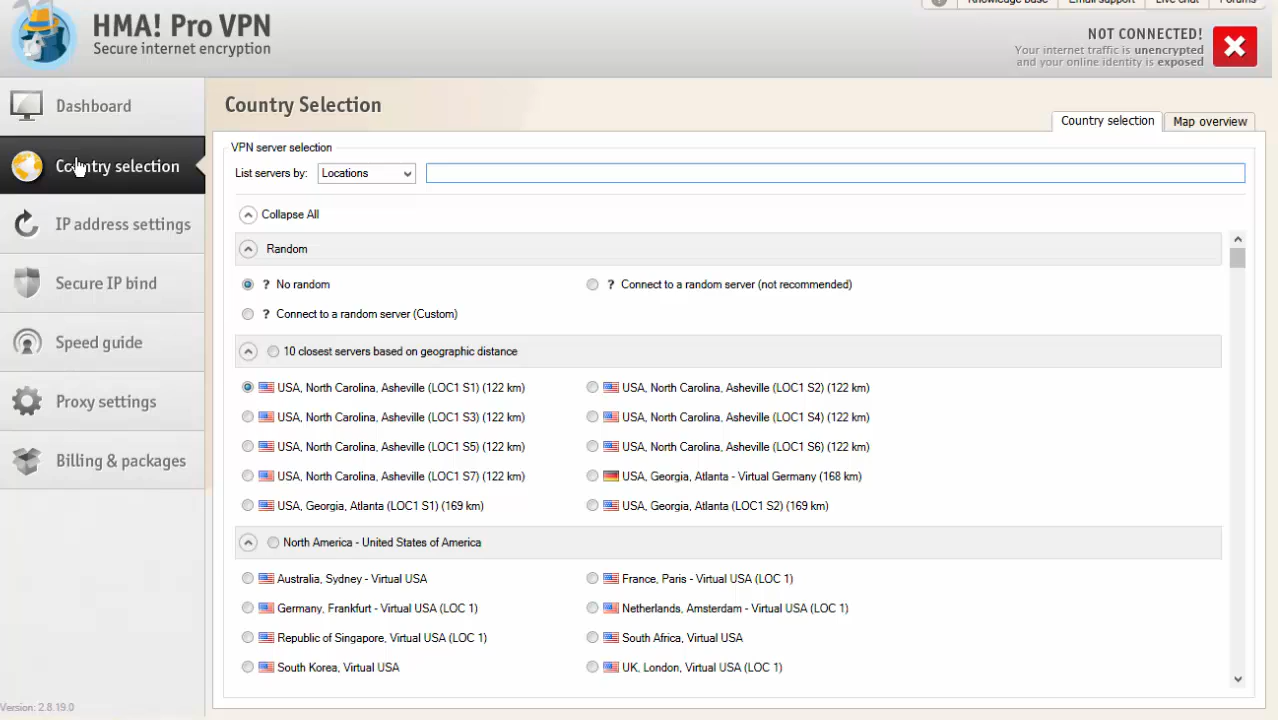 Knowledge base Email support Live chat Forums
HMA! Pro VPN
Secure internet encryption
NOT CONNECTED!
Your internet traffic is unencrypted
and your online identity is exposed
Dashboard
Country selection
IP address settings
Secure IP bind
Speed guide
Proxy settings
Billing & packages
Version: 2.8.19.0
Country Selection
Country selection Map overview
VPN server selection
List servers by: Locations
Collapse All
Random
? No random ? Connect to a random server (not recommended)
? Connect to a random server (Custom)
10 closest servers based on geographic distance
USA, North Carolina, Asheville (LOC1 S1) (122 km) USA, North Carolina, Asheville (LOC1 S2) (122 km)
USA, North Carolina, Asheville (LOC1 S3) (122 km) USA, North Carolina, Asheville (LOC1 S4) (122 km)
USA, North Carolina, Asheville (LOC1 S5) (122 km) USA, North Carolina, Asheville (LOC1 S6) (122 km)
USA, North Carolina, Asheville (LOC1 S7) (122 km) USA, Georgia, Atlanta - Virtual Germany (168 km)
USA, Georgia, Atlanta (LOC1 S1) (169 km) USA, Georgia, Atlanta (LOC1 S2) (169 km)
North America - United States of America
Australia, Sydney - Virtual USA France, Paris - Virtual USA (LOC 1)
Germany, Frankfurt - Virtual USA (LOC 1) Netherlands, Amsterdam - Virtual USA (LOC 1)
Republic of Singapore, Virtual USA (LOC 1) South Africa, Virtual USA
South Korea, Virtual USA UK, London, Virtual USA (LOC 1)